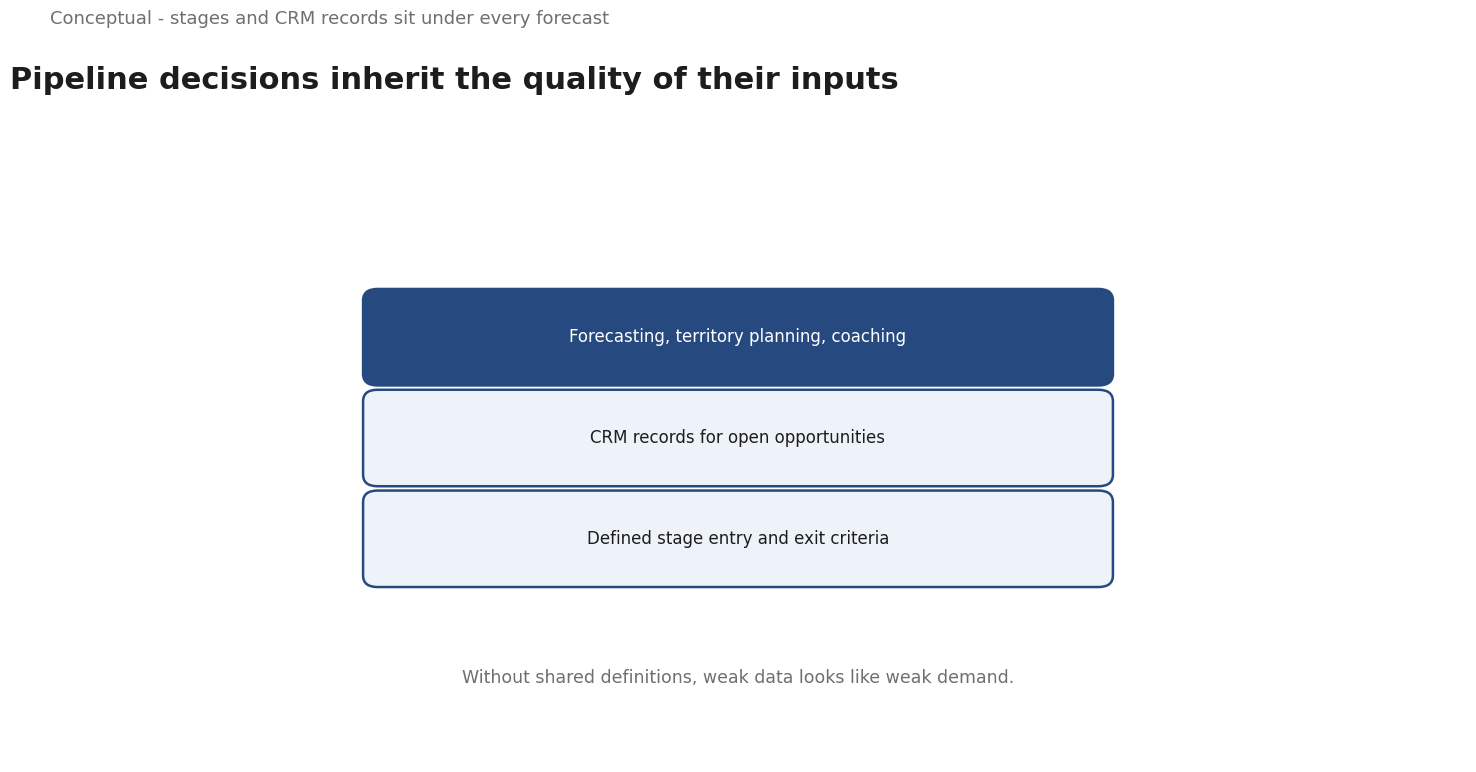 Conceptual - stages and CRM records sit under every forecast
Pipeline decisions inherit the quality of their inputs
Forecasting, territory planning, coaching
CRM records for open opportunities
Defined stage entry and exit criteria
Without shared definitions, weak data looks like weak demand.